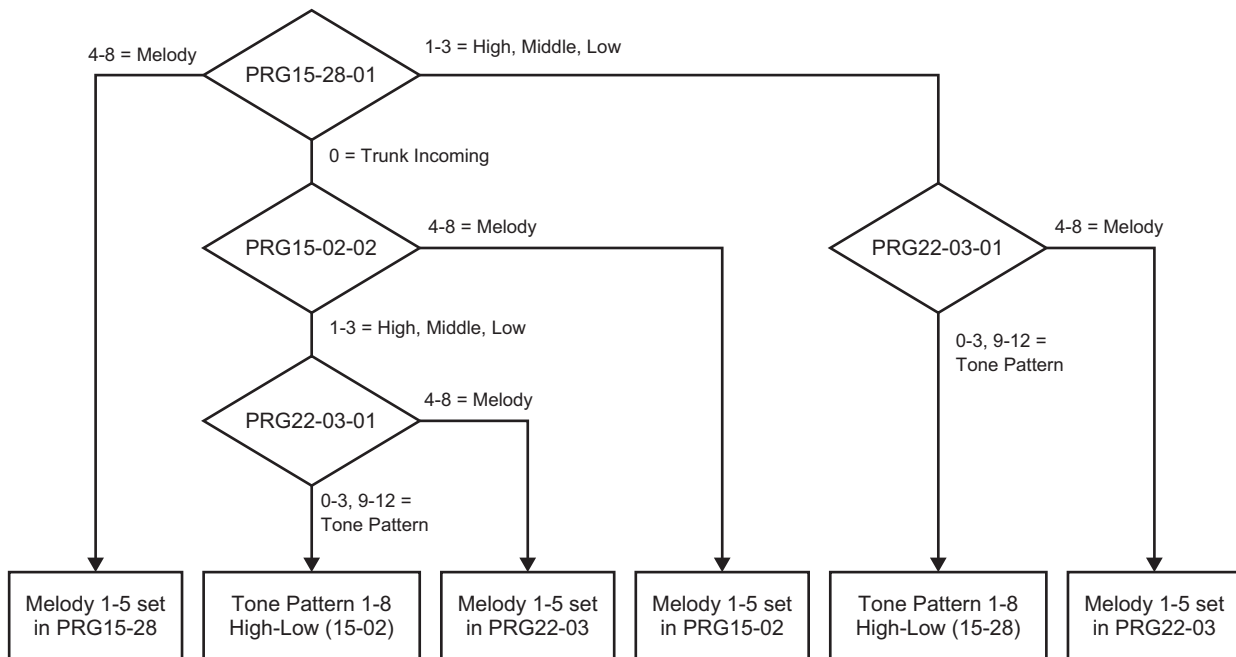 4-8 = Melody
PRG15-28-01
1-3 = High, Middle, Low
0 = Trunk Incoming
PRG15-02-02
4-8 = Melody
PRG22-03-01
4-8 = Melody
1-3 = High, Middle, Low
0-3, 9-12 =
Tone Pattern
PRG22-03-01
4-8 = Melody
0-3, 9-12 =
Tone Pattern
Melody 1-5 set
in PRG15-28
Tone Pattern 1-8
High-Low (15-02)
Melody 1-5 set
in PRG22-03
Melody 1-5 set
in PRG15-02
Tone Pattern 1-8
High-Low (15-28)
Melody 1-5 set
in PRG22-03